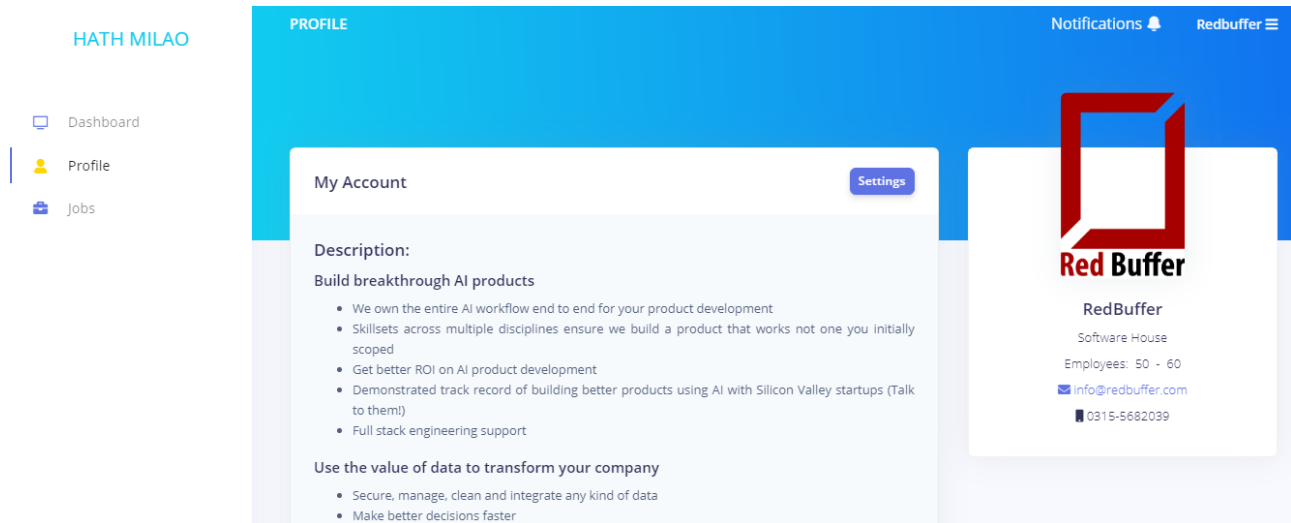 HATH MILAO
Dashboard
Profile
Jobs
PROFILE
Notifications
Redbuffer
My Account
Settings
Description:
Build breakthrough AI products
We own the entire AI workflow end to end for your product development
Skillsets across multiple disciplines ensure we build a product that works not one you initially
scoped
Get better ROI on AI product development
Demonstrated track record of building better products using AI with Silicon Valley startups (Talk
to them!)
Full stack engineering support
Use the value of data to transform your company
Secure, manage, clean and integrate any kind of data
Make better decisions faster
Red Buffer
RedBuffer
Software House
Employees: 50 - 60
info@redbuffer.com
0315-5682039